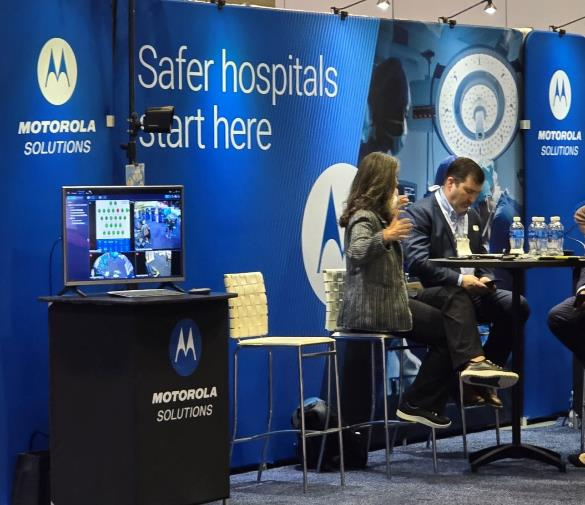 Safer hospitals
start here
MOTOROLA
SOLUTIONS
MOTOROLA
SOLUTIONS
MOTOROLA
SOLUTIONS